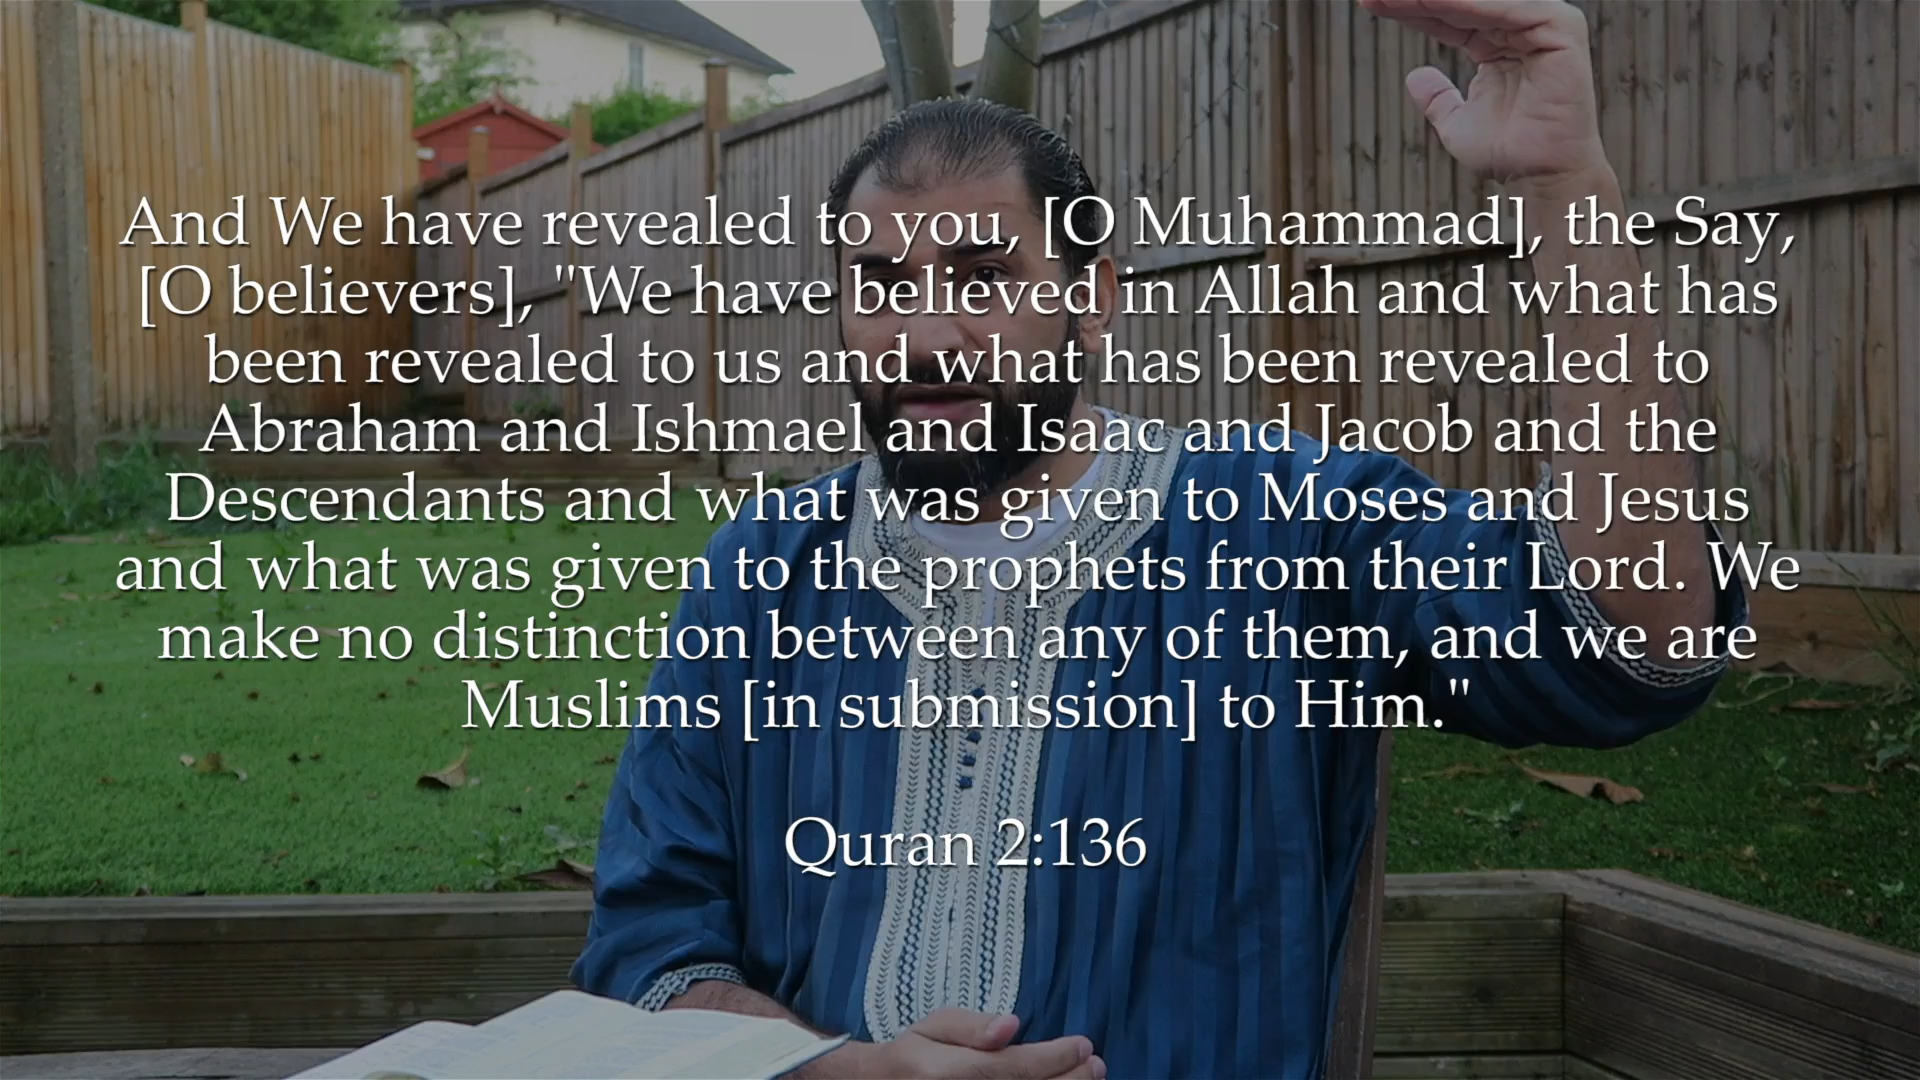 And We have revealed to you, [O Muhammad], the Say,
[O believers], "We have believed in Allah and what has
been revealed to us and what has been revealed to
Abraham and Ishmael and Isaac and Jacob and the
Descendants and what was given to Moses and Jesus
and what was given to the prophets from their Lord. We
make no distinction between any of them, and we are
Muslims [in submission] to Him."
Quran 2:136